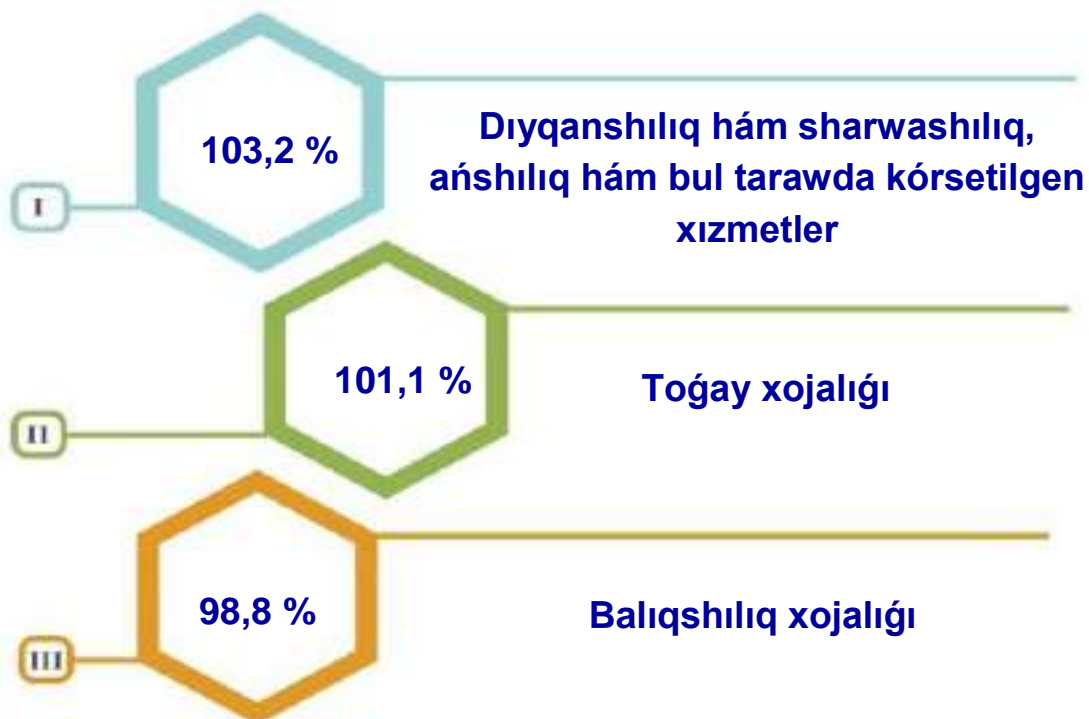 103,2 %
Dıyqanshılıq hám sharwashılıq,
ańshılıq hám bul tarawda kórsetilgen
xızmetler
I
101,1 %
Toǵay xojalıǵı
II
98,8 %
Balıqshılıq xojalıǵı
III